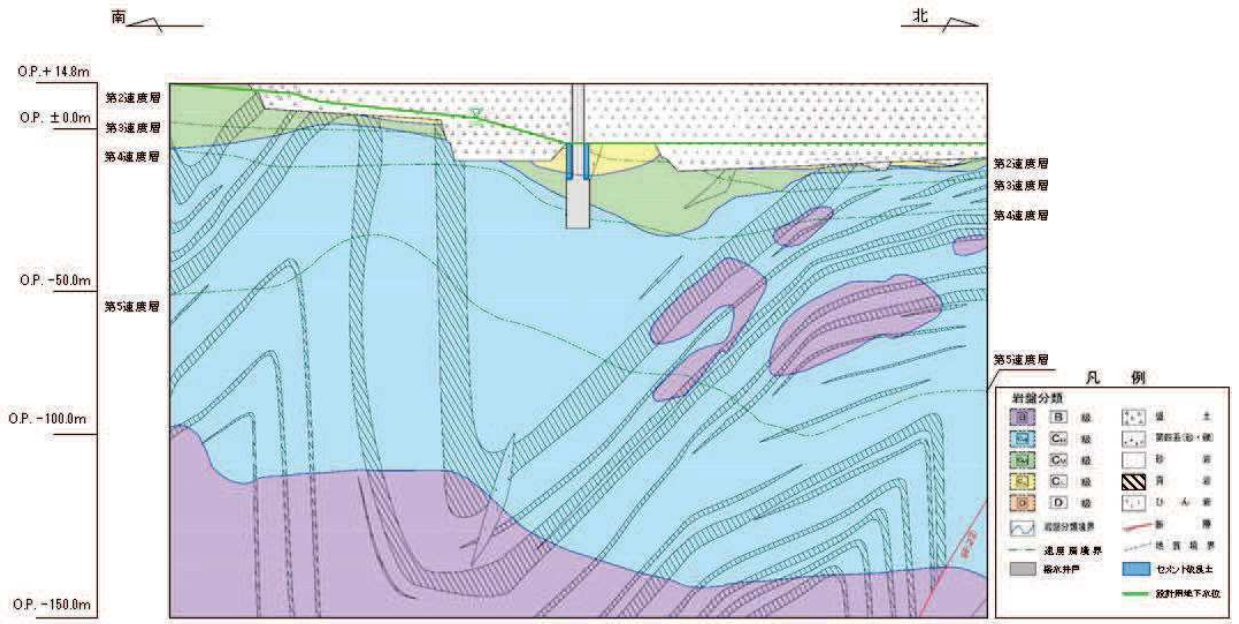 南
北
O.P.+14.8m
O.P. ±0.0m
O.P. -50.0m
O.P. -100.0m
O.P. -150.0m
第2速度層
第3速度層
第4速度層
第5速度層
第2速度層
第3速度層
第4速度層
第5速度層
凡 例
岩盤分類
B B 級
CH 級
CM 級
CL 級
D D 級
岩盤分類境界
速度層境界
揚水井戸
盛 土
第四系(砂・礫)
砂 岩
頁 岩
ひ ん 岩
断 層
地 質 境 界
セメント改良土
設計用地下水位